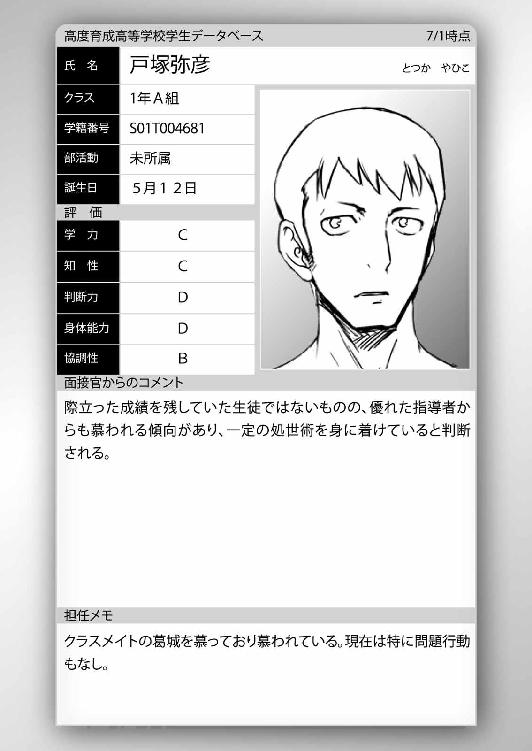 高度育成高等学校学生データベース 7/1時点
氏 名 戸塚弥彦 とつか やひこ
クラス 1年A組
学籍番号 S01T004681
部活動 未所属
誕生日 5月12日
評 価
学 力 C
知 性 C
判断力 D
身体能力 D
協調性 B
面接官からのコメント
際立った成績を残していた生徒ではないものの、優れた指導者か
らも慕われる傾向があり、一定の処世術を身に着けていると判断
される。
担任メモ
クラスメイトの葛城を慕っており慕われている。現在は特に問題行動
もなし。